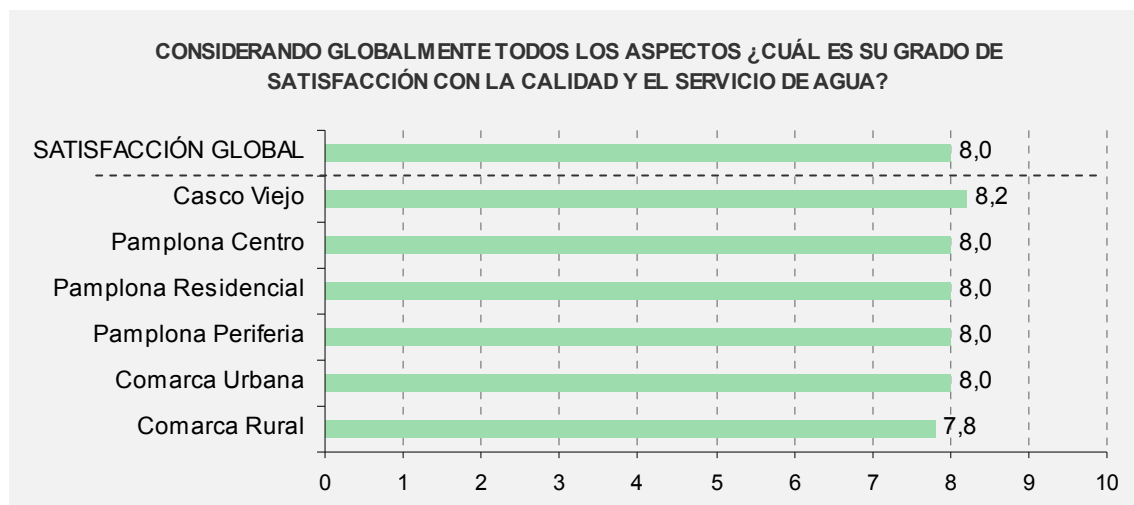 CONSIDERANDO GLOBALMENTE TODOS LOS ASPECTOS ¿CUÁL ES SU GRADO DE
SATISFACCIÓN CON LA CALIDAD Y EL SERVICIO DE AGUA?
SATISFACCIÓN GLOBAL 8,0
Casco Viejo 8,2
Pamplona Centro 8,0
Pamplona Residencial 8,0
Pamplona Periferia 8,0
Comarca Urbana 8,0
Comarca Rural 7,8
0 1 2 3 4 5 6 7 8 9 10